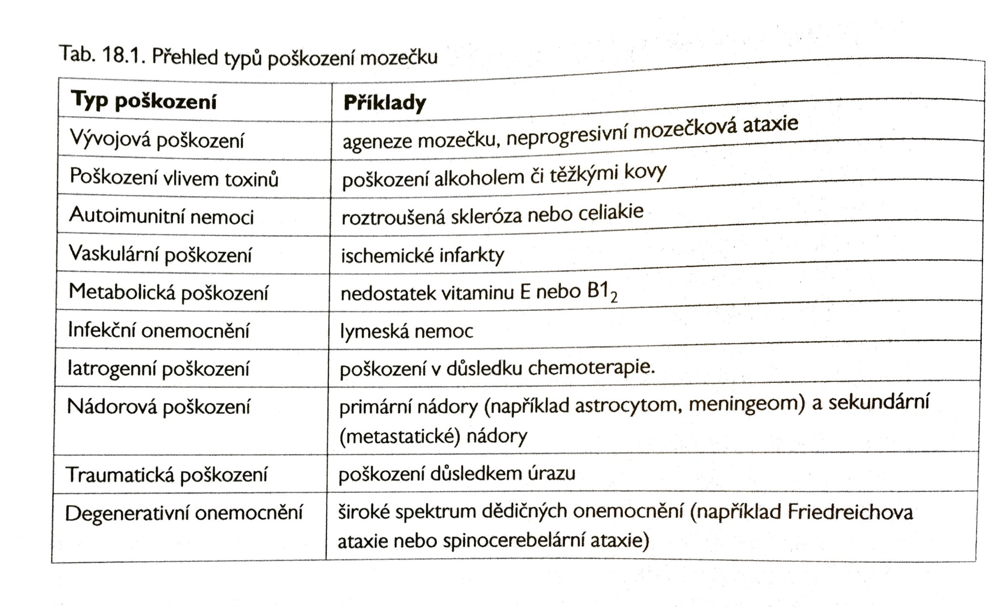 Tab. 18.1. Přehled typů poškození mozečku
Typ poškození Příklady
Vývojová poškození ageneze mozečku, neprogresivní mozečková ataxie
Poškození vlivem toxinů poškození alkoholem či těžkými kovy
Autoimunitní nemoci roztroušená skleróza nebo celiakie
Vaskulární poškození ischemické infarkty
Metabolická poškození nedostatek vitaminu E nebo B1₂
Infekční onemocnění lymeská nemoc
Iatrogenní poškození poškození v důsledku chemoterapie.
Nádorová poškození primární nádory (například astrocytom, meningeom) a sekundární
(metastatické) nádory
Traumatická poškození poškození důsledkem úrazu
Degenerativní onemocnění široké spektrum dědičných onemocnění (například Friedreichova
ataxie nebo spinocerebelární ataxie)